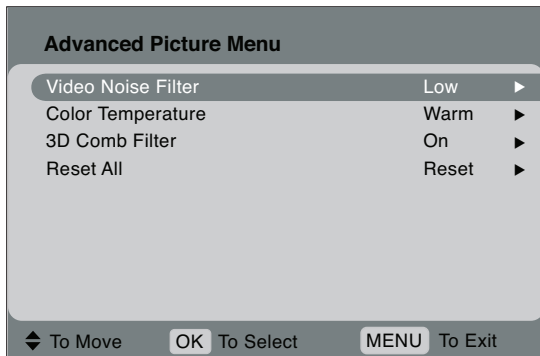 Advanced Picture Menu
Video Noise Filter Low
Color Temperature Warm
3D Comb Filter On
Reset All Reset
To Move OK To Select MENU To Exit